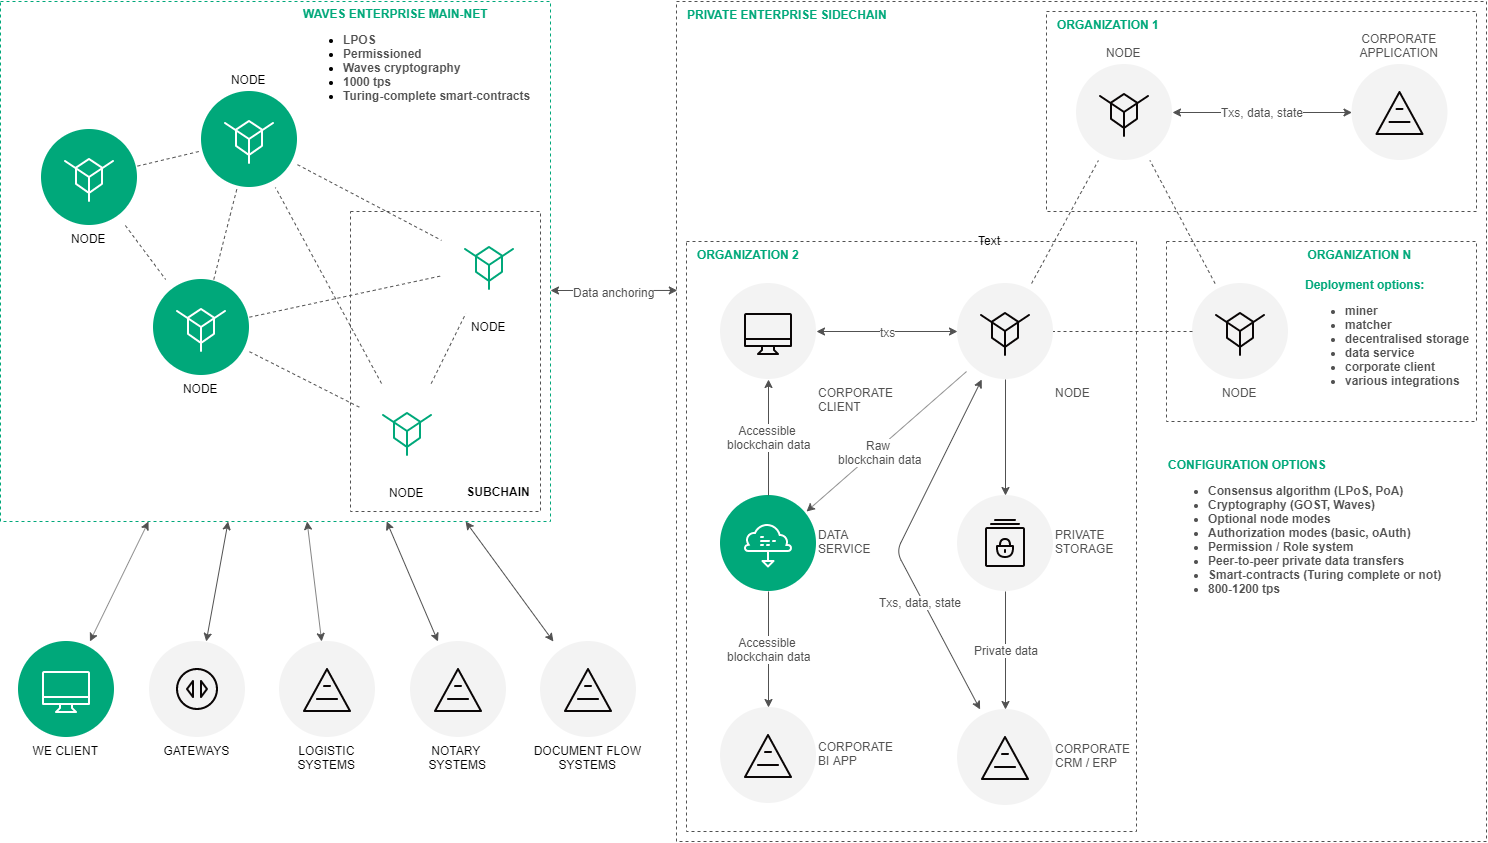 WAVES ENTERPRISE MAIN-NET
LPOS
Permissioned
Waves cryptography
1000 tps
Turing-complete smart-contracts
NODE
NODE
NODE
NODE
NODE
SUBCHAIN
Data anchoring
WE CLIENT
GATEWAYS
LOGISTIC
SYSTEMS
NOTARY
SYSTEMS
DOCUMENT FLOW
SYSTEMS
PRIVATE ENTERPRISE SIDECHAIN
ORGANIZATION 1
NODE
CORPORATE
APPLICATION
Txs, data, state
Text
ORGANIZATION 2
txs
CORPORATE
CLIENT
NODE
Accessible
blockchain data
Raw
blockchain data
DATA
SERVICE
PRIVATE
STORAGE
Txs, data, state
Accessible
blockchain data
Private data
CORPORATE
BI APP
CORPORATE
CRM / ERP
ORGANIZATION N
Deployment options:
miner
matcher
decentralised storage
data service
corporate client
various integrations
NODE
CONFIGURATION OPTIONS
Consensus algorithm (LPoS, PoA)
Cryptography (GOST, Waves)
Optional node modes
Authorization modes (basic, oAuth)
Permission / Role system
Peer-to-peer private data transfers
Smart-contracts (Turing complete or not)
800-1200 tps